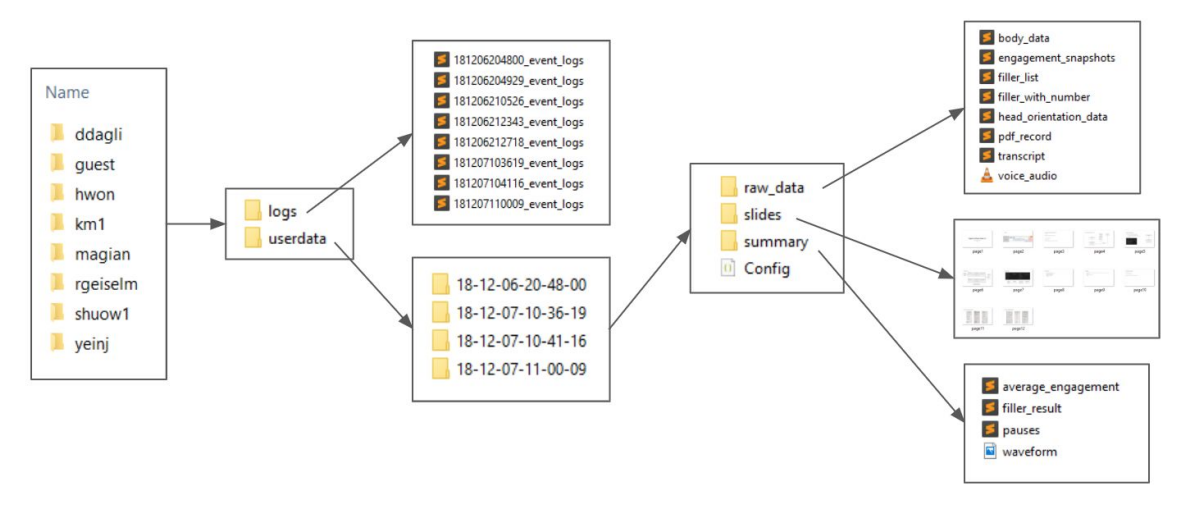 Name
ddagli
guest
hwon
km1
magian
rgeiselm
shuow1
yeinj
logs
userdata
181206204800_event_logs
181206204929_event_logs
181206210526_event_logs
181206212343_event_logs
181206212718_event_logs
181207103619_event_logs
181207104116_event_logs
181207110009_event_logs
18-12-06-20-48-00
18-12-07-10-36-19
18-12-07-10-41-16
18-12-07-11-00-09
raw_data
slides
summary
Config
body_data
engagement_snapshots
filler_list
filler_with_number
head_orientation_data
pdf_record
transcript
voice_audio
page1 page2 page3 page4 page5
page6 page7 page8 page9 page10
page11 page12
average_engagement
filler_result
pauses
waveform